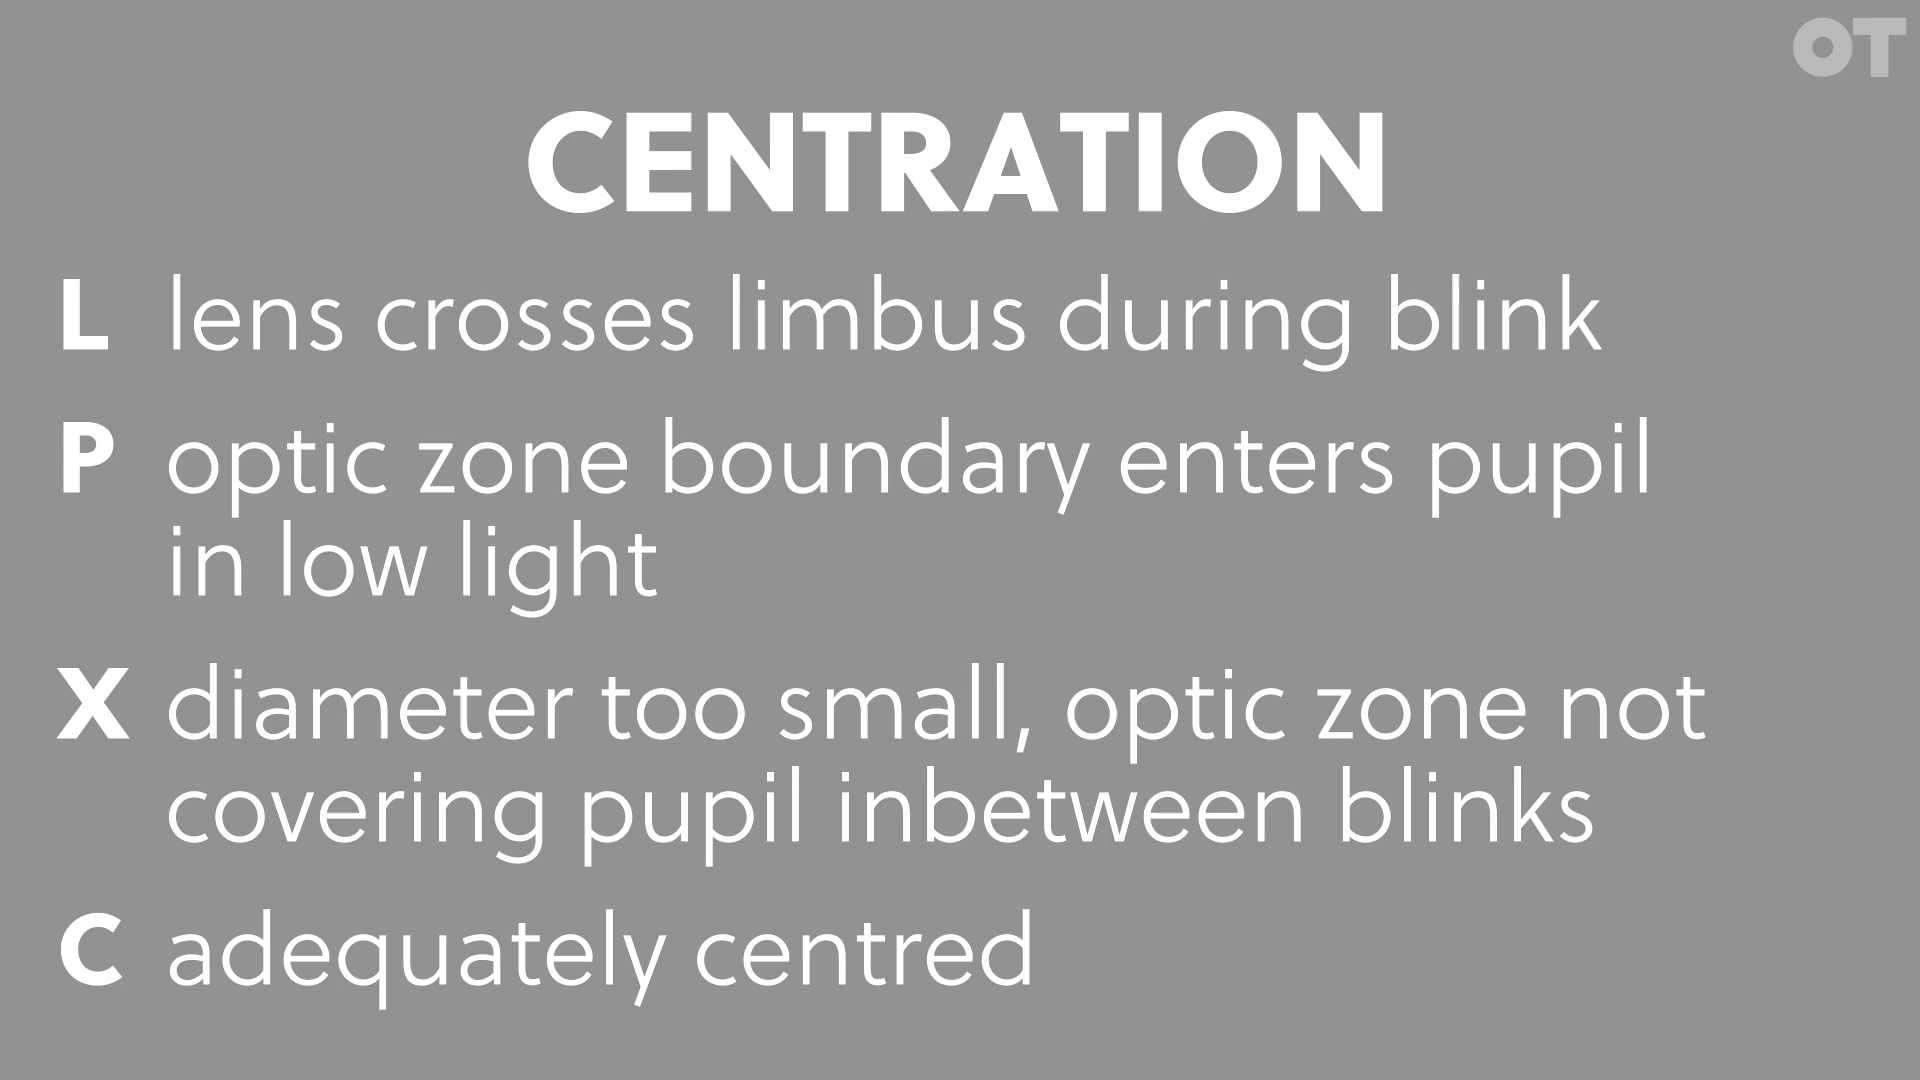 OT
CENTRATION
L lens crosses limbus during blink
P optic zone boundary enters pupil
in low light
X diameter too small, optic zone not
covering pupil inbetween blinks
C adequately centred